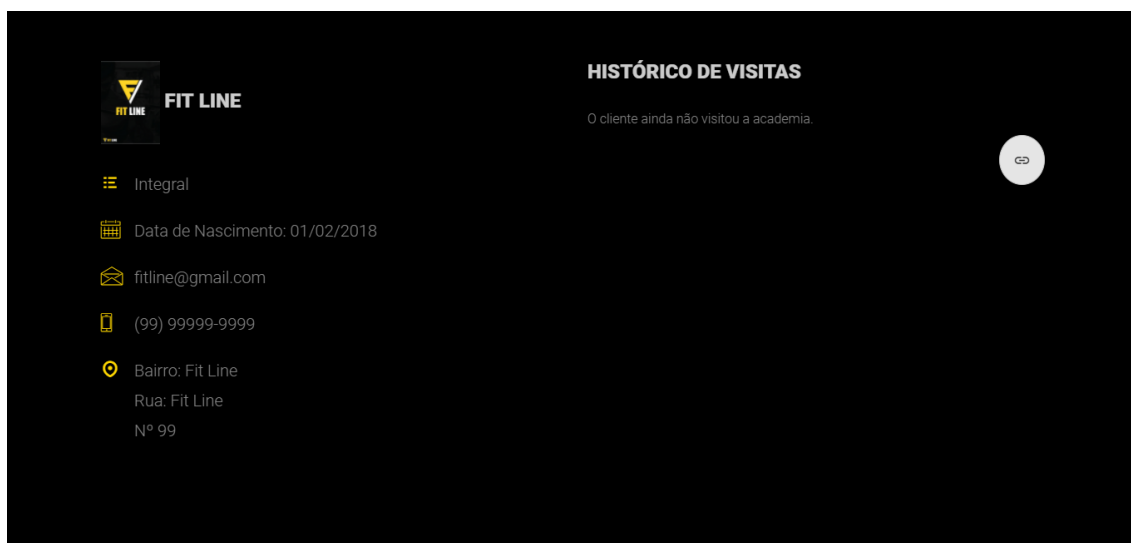 FIT LINE
FIT LINE
Integral
Data de Nascimento: 01/02/2018
fitline@gmail.com
(99) 99999-9999
Bairro: Fit Line
Rua: Fit Line
Nº 99
HISTÓRICO DE VISITAS
O cliente ainda não visitou a academia.